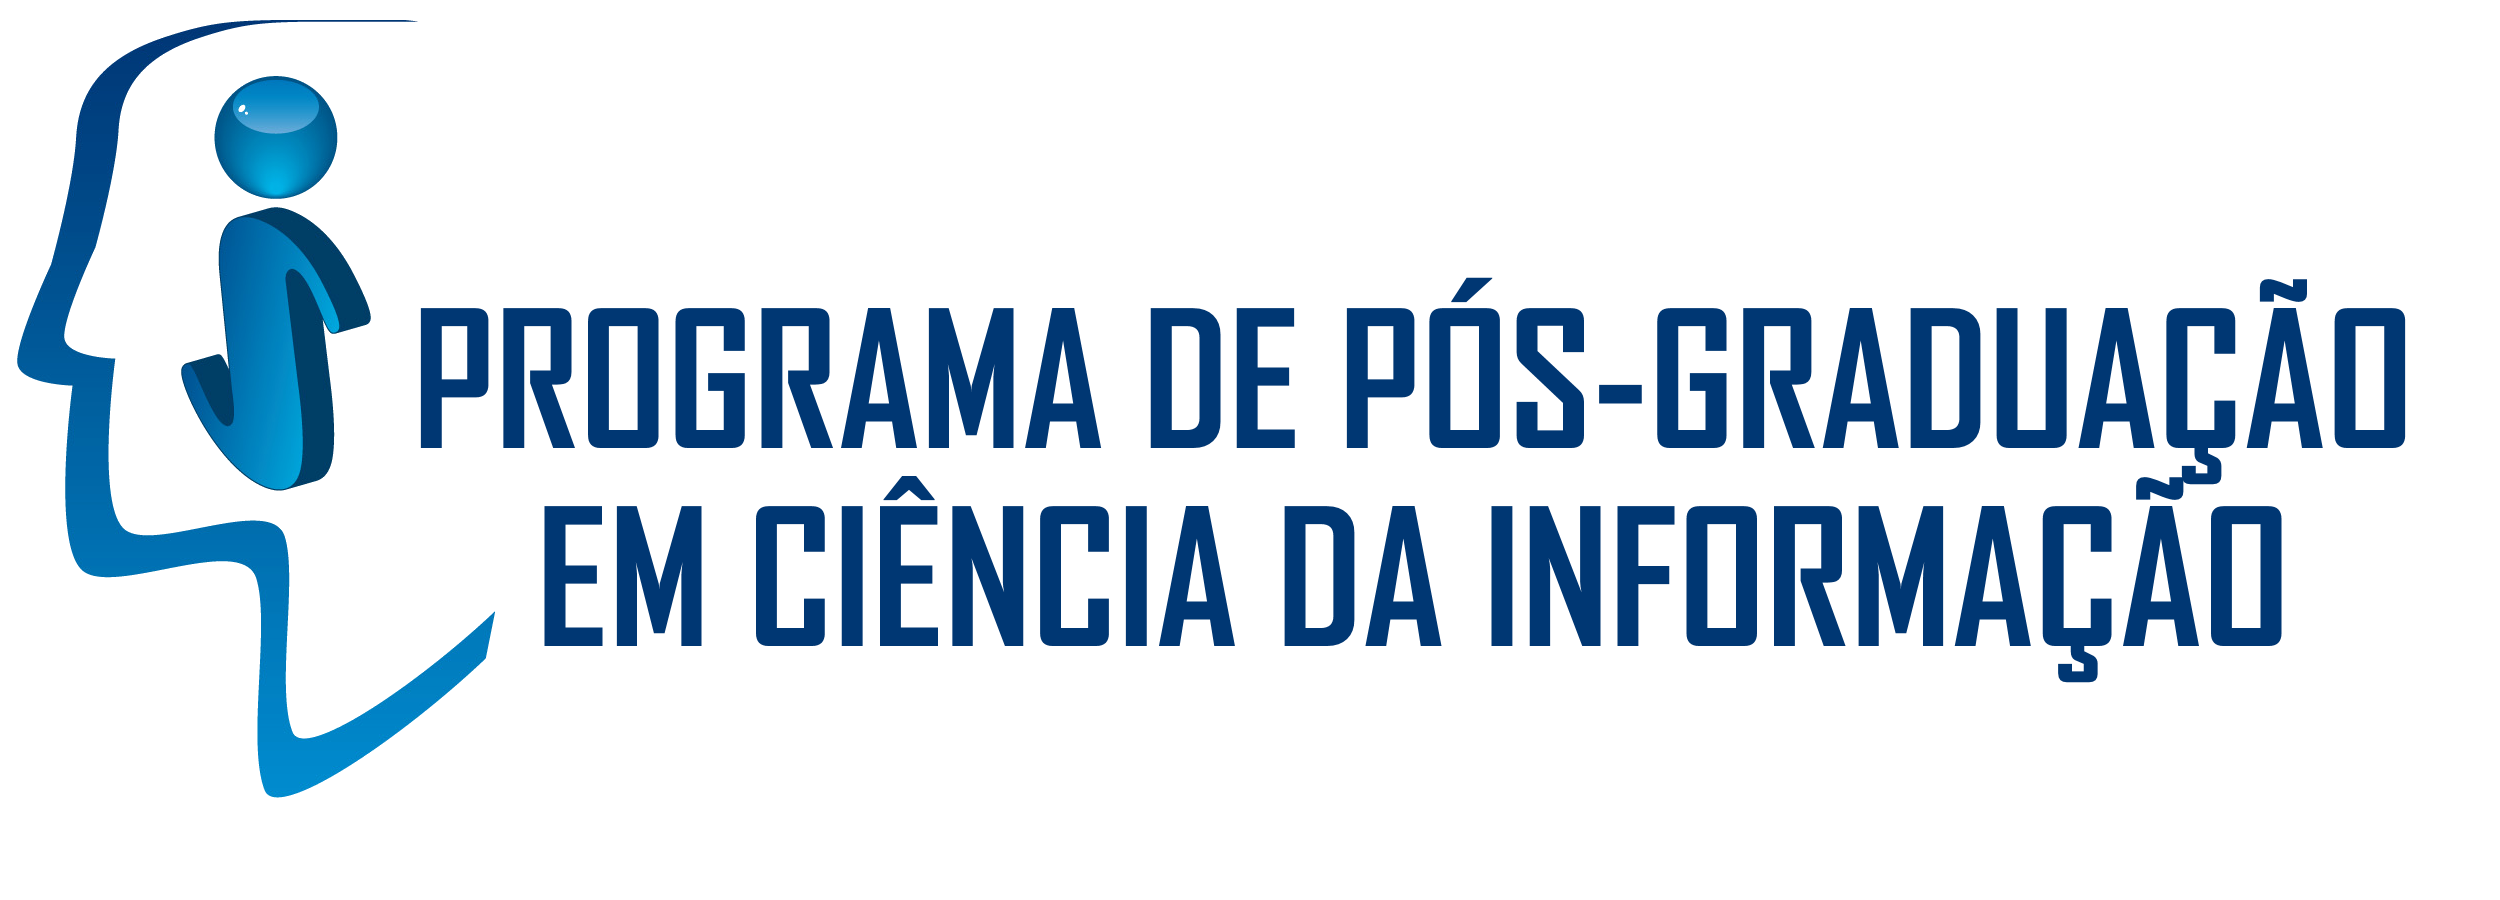 PROGRAMA DE PÓS-GRADUAÇÃO
EM CIÊNCIA DA INFORMAÇÃO